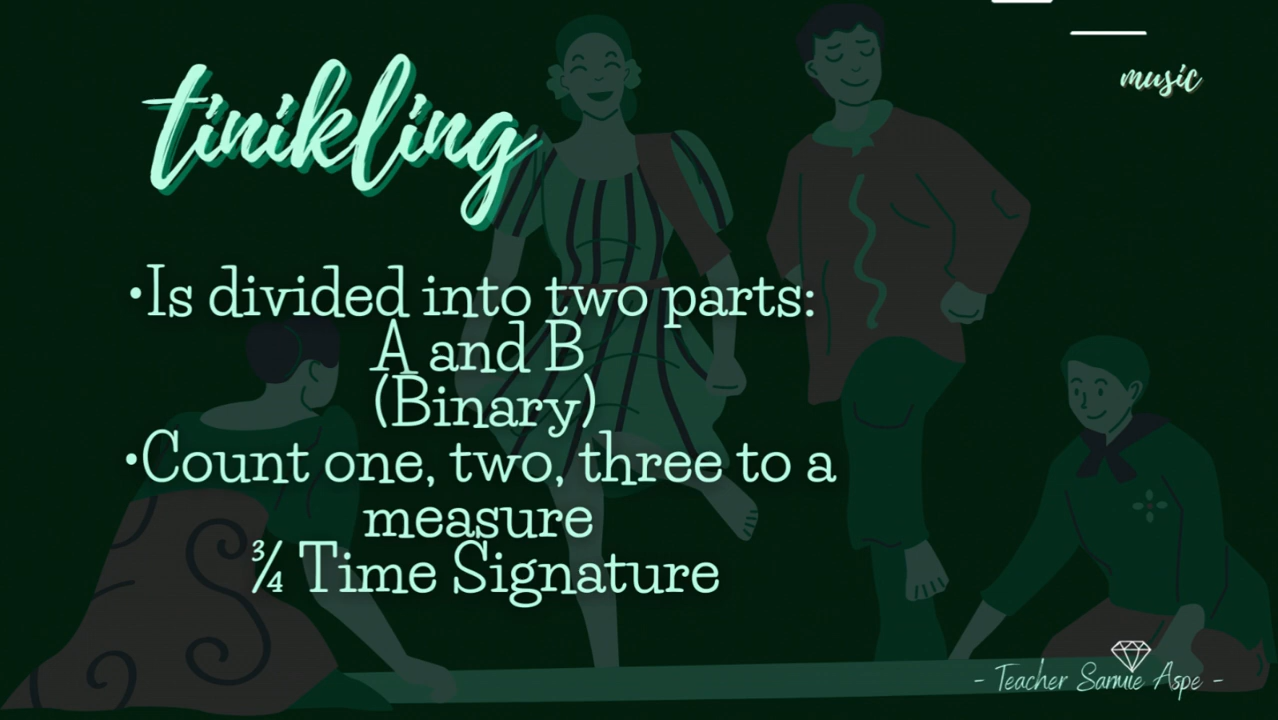 music
tinikling
•Is divided into two parts:
A and B
(Binary)
•Count one, two, three to a
measure
¾ Time Signature
- Teacher Samie Aspe -